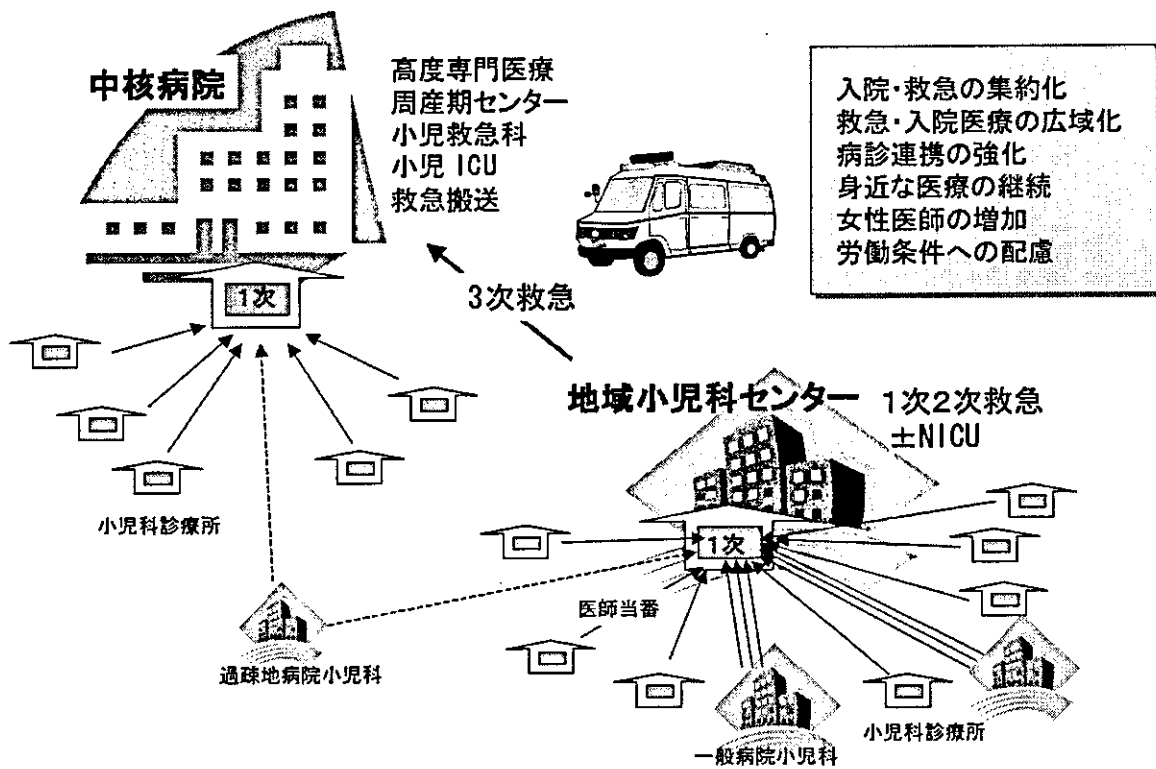 中核病院
高度専門医療
周産期センター
小児救急科
小児 ICU
救急搬送
入院・救急の集約化
救急・入院医療の広域化
病診連携の強化
身近な医療の継続
女性医師の増加
労働条件への配慮
1次
3次救急
地域小児科センター
1次2次救急
±NICU
小児科診療所
1次
医師当番
過疎地病院小児科
一般病院小児科
小児科診療所